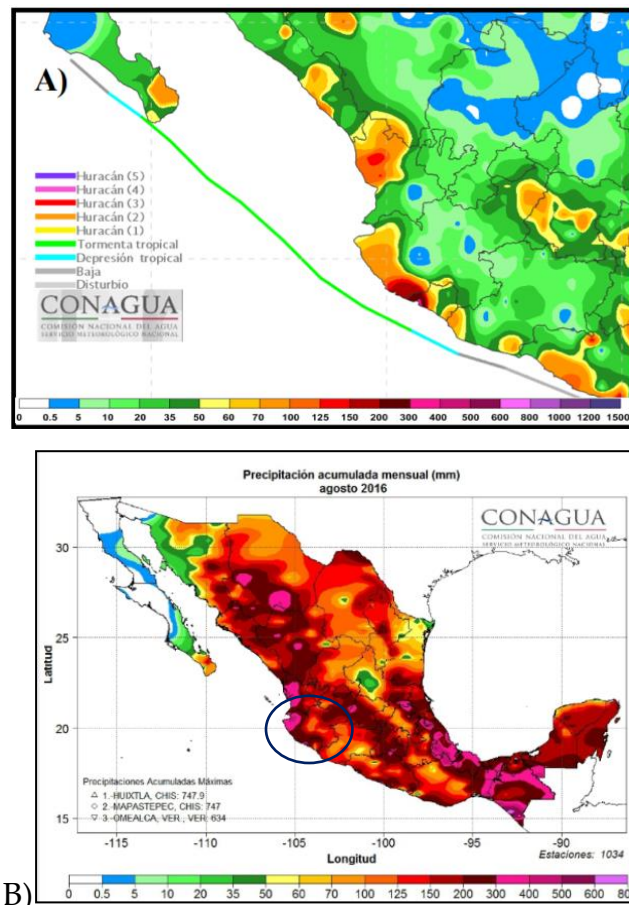 A)
Huracán (5)
Huracán (4)
Huracán (3)
Huracán (2)
Huracán (1)
Tormenta tropical
Depresión tropical
Baja
Disturbio
CONAGUA
COMISIÓN NACIONAL DEL AGUA
SERVICIO METEOROLÓGICO NACIONAL
0 0.5 5 10 20 35 50 60 70 100 125 150 200 300 400 500 600 800 1000 1200 1500
Precipitación acumulada mensual (mm)
agosto 2016
CONAGUA
COMISIÓN NACIONAL DEL AGUA
SERVICIO METEOROLÓGICO NACIONAL
30
25
20
15
Latitud
Precipitaciones Acumuladas Máximas
1.-HUIXTLA, CHIS: 747.9
2.-MAPASTEPEC, CHIS: 747
3.-OMEALCA, VER., VER: 634
-115 -110 -105 -100 -95 -90
Longitud
Estaciones: 1034
B)
0 0.5 5 10 20 35 50 60 70 100 125 150 200 300 400 500 600 80